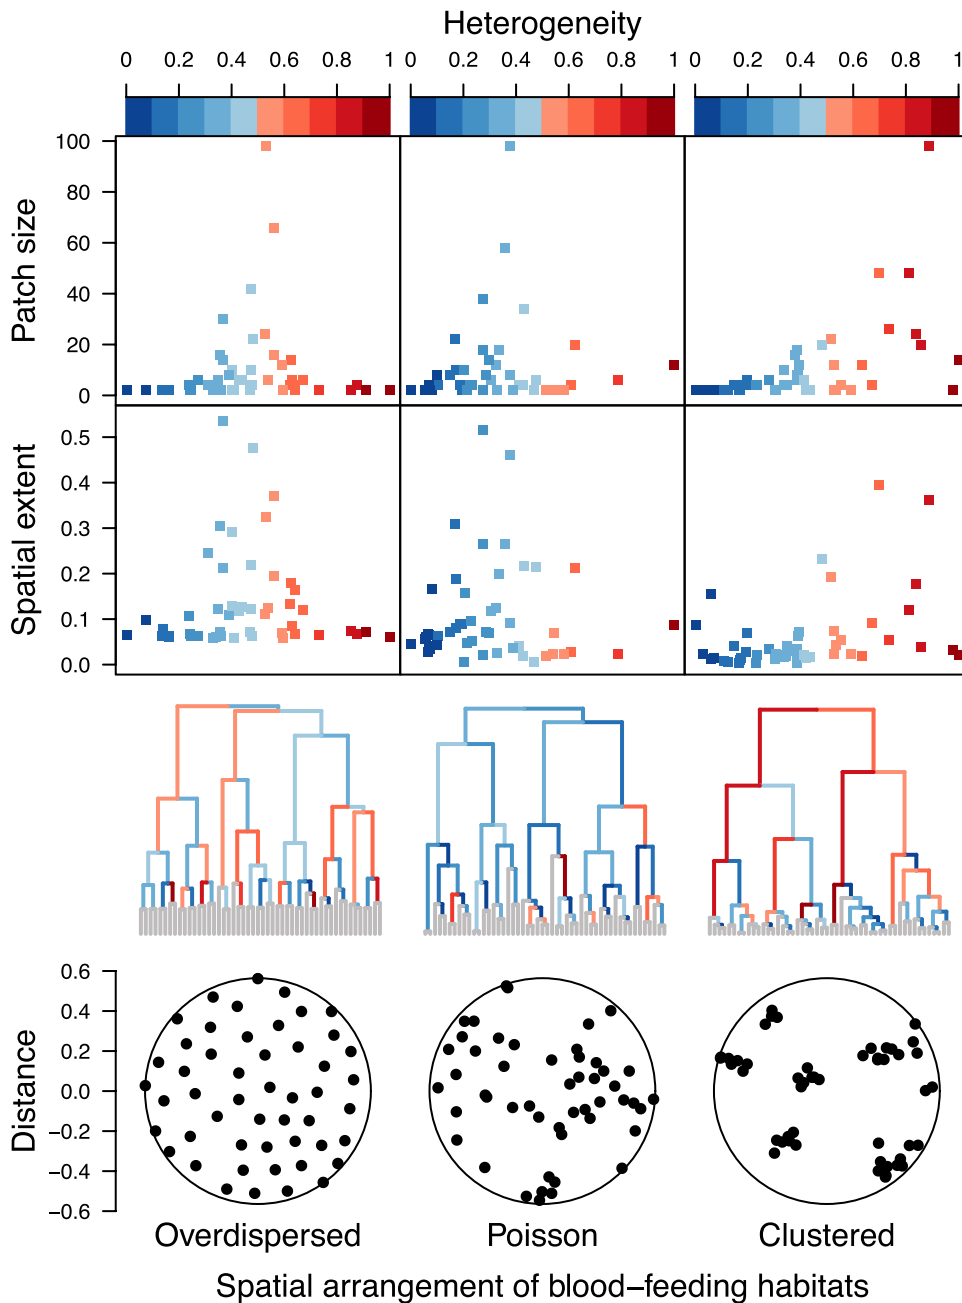 Heterogeneity
0 0.2 0.4 0.6 0.8 1 0 0.2 0.4 0.6 0.8 1 0 0.2 0.4 0.6 0.8 1
Patch size
100
80
60
40
20
0
Spatial extent
0.5
0.4
0.3
0.2
0.1
0.0
Distance
0.6
0.4
0.2
0.0
−0.2
−0.4
−0.6
Overdispersed Poisson Clustered
Spatial arrangement of blood−feeding habitats